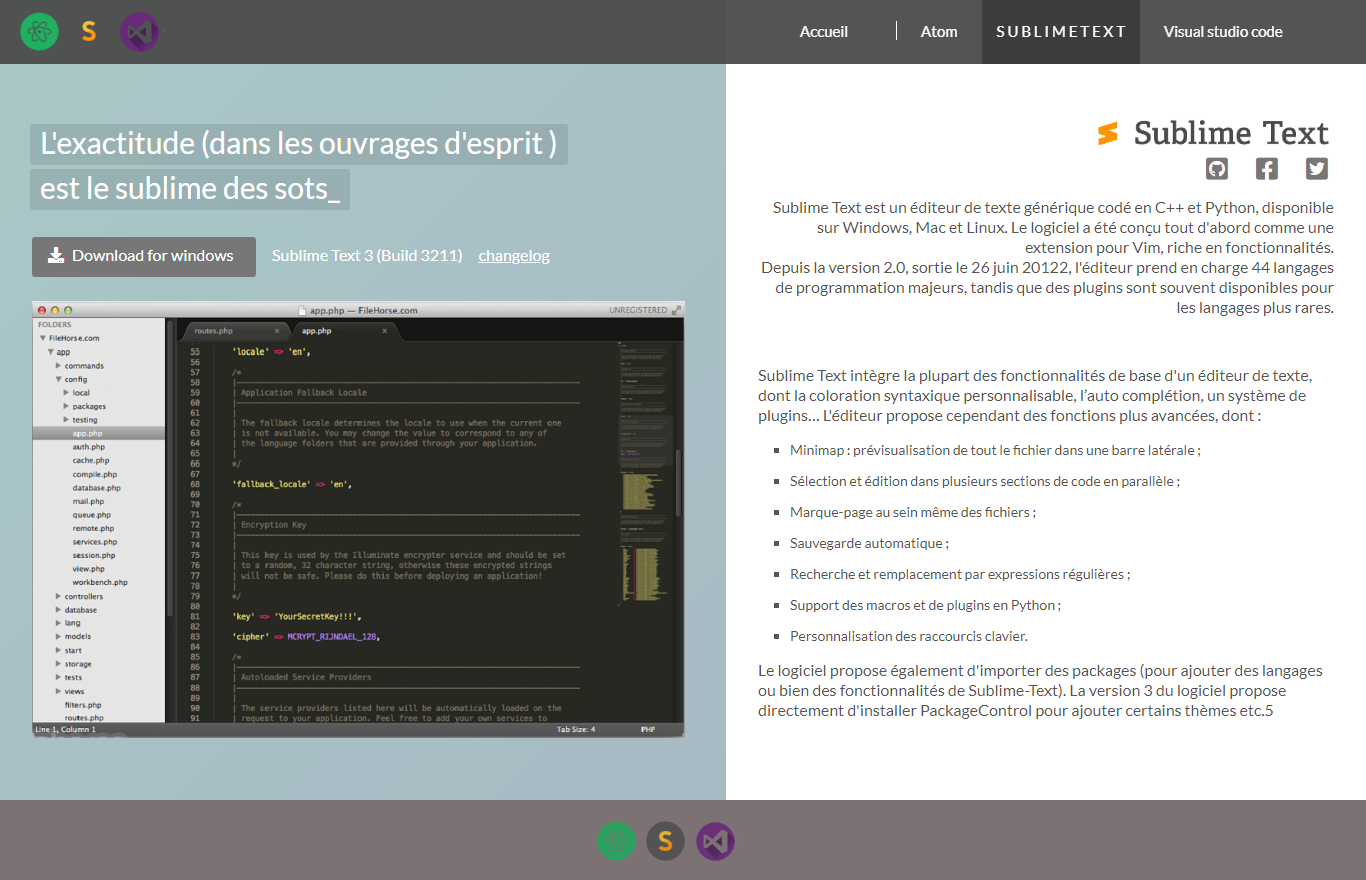 S
Accueil
Atom
SUBLIMETEXT
Visual studio code
L'exactitude (dans les ouvrages d'esprit )
est le sublime des sots_
Download for windows
Sublime Text 3 (Build 3211)
changelog
app.php — FileHorse.com
UNREGISTERED
FOLDERS
FileHorse.com
app
commands
config
local
packages
testing
app.php
auth.php
cache.php
compile.php
database.php
mail.php
queue.php
remote.php
services.php
session.php
view.php
workbench.php
controllers
database
lang
models
start
storage
tests
views
filters.php
routes.php
routes.php ×
app.php ×
55 'locale' => 'en',
56
57 /*
58 |--------------------------------------------------------------------------
59 | Application Fallback Locale
60 |--------------------------------------------------------------------------
61 |
62 | The fallback locale determines the locale to use when the current one
63 | is not available. You may change the value to correspond to any of
64 | the language folders that are provided through your application.
65 |
66 */
67
68 'fallback_locale' => 'en',
69
70 /*
71 |--------------------------------------------------------------------------
72 | Encryption Key
73 |--------------------------------------------------------------------------
74 |
75 | This key is used by the Illuminate encrypter service and should be set
76 | to a random, 32 character string, otherwise these encrypted strings
77 | will not be safe. Please do this before deploying an application!
78 |
79 */
80
81 'key' => 'YourSecretKey!!!',
82
83 'cipher' => MCRYPT_RIJNDAEL_128,
84
85 /*
86 |--------------------------------------------------------------------------
87 | Autoloaded Service Providers
88 |--------------------------------------------------------------------------
89 |
90 | The service providers listed here will be automatically loaded on the
91 | request to your application. Feel free to add your own services to
Line 1, Column 1
Tab Size: 4
PHP
Sublime Text
Sublime Text est un éditeur de texte générique codé en C++ et Python, disponible
sur Windows, Mac et Linux. Le logiciel a été conçu tout d'abord comme une
extension pour Vim, riche en fonctionnalités.
Depuis la version 2.0, sortie le 26 juin 20122, l'éditeur prend en charge 44 langages
de programmation majeurs, tandis que des plugins sont souvent disponibles pour
les langages plus rares.
Sublime Text intègre la plupart des fonctionnalités de base d'un éditeur de texte,
dont la coloration syntaxique personnalisable, l’auto complétion, un système de
plugins... L'éditeur propose cependant des fonctions plus avancées, dont :
Minimap : prévisualisation de tout le fichier dans une barre latérale ;
Sélection et édition dans plusieurs sections de code en parallèle ;
Marque-page au sein même des fichiers ;
Sauvegarde automatique ;
Recherche et remplacement par expressions régulières ;
Support des macros et de plugins en Python ;
Personnalisation des raccourcis clavier.
Le logiciel propose également d'importer des packages (pour ajouter des langages
ou bien des fonctionnalités de Sublime-Text). La version 3 du logiciel propose
directement d'installer PackageControl pour ajouter certains thèmes etc.5
S